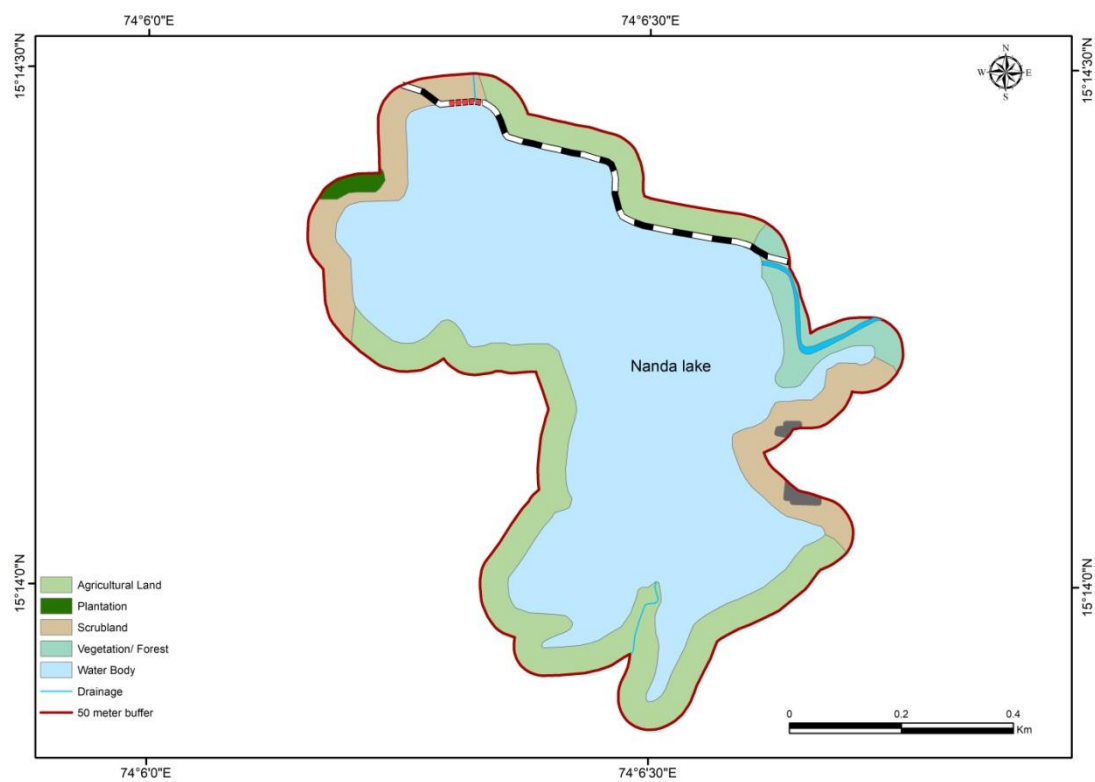 74°6'0"E
74°6'30"E
15°14'30"N
15°14'30"N
N
W
E
S
Nanda lake
15°14'0"N
15°14'0"N
Agricultural Land
Plantation
Scrubland
Vegetation/ Forest
Water Body
Drainage
50 meter buffer
0 0.2 0.4
Km
74°6'0"E
74°6'30"E